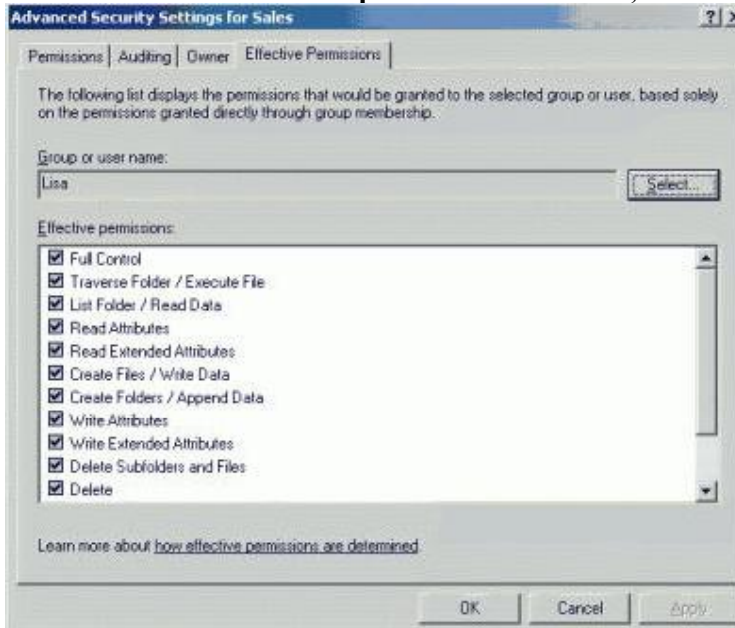 Advanced Security Settings for Sales
Permissions
Auditing
Owner
Effective Permissions
The following list displays the permissions that would be granted to the selected group or user, based solely
on the permissions granted directly through group membership.
Group or user name:
Lisa
Select...
Effective permissions:
Full Control
Traverse Folder / Execute File
List Folder / Read Data
Read Attributes
Read Extended Attributes
Create Files / Write Data
Create Folders / Append Data
Write Attributes
Write Extended Attributes
Delete Subfolders and Files
Delete
Learn more about how effective permissions are determined.
OK
Cancel
Apply